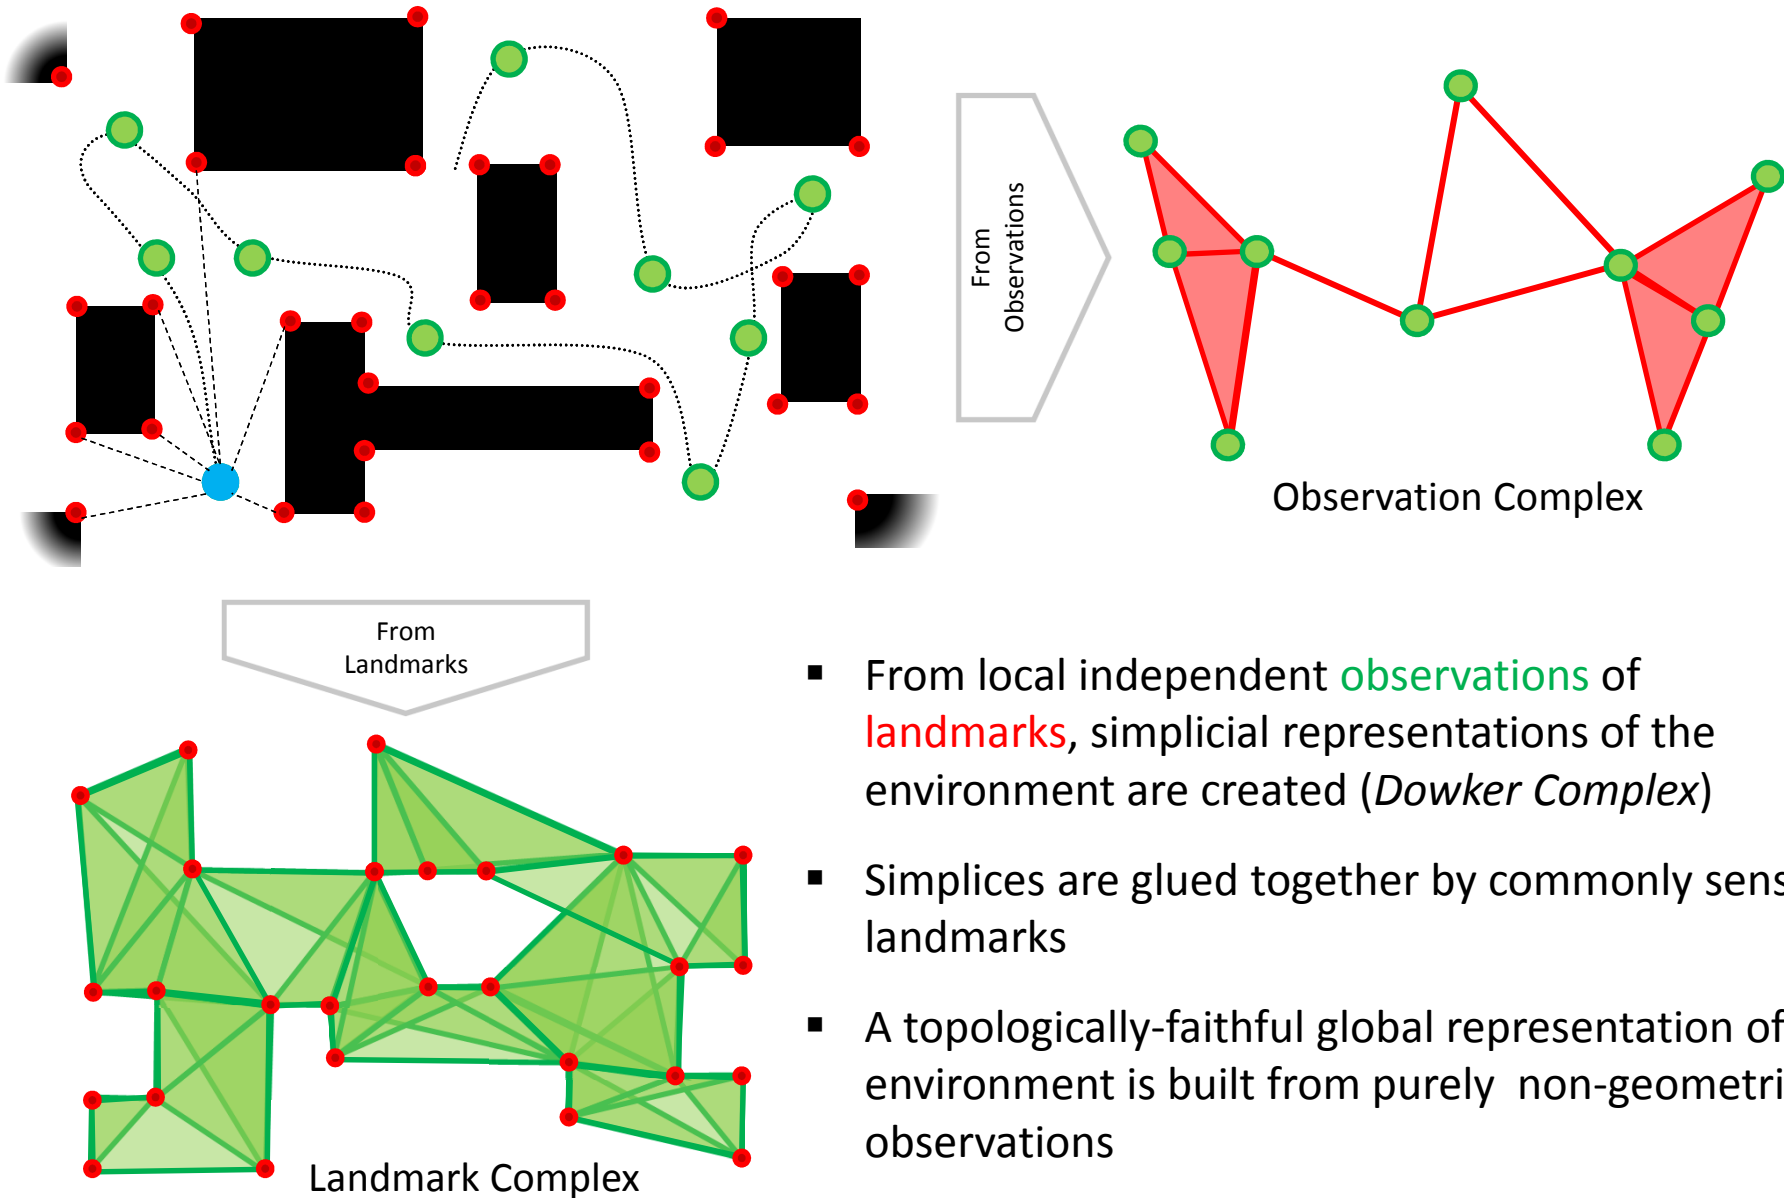 From
Observations
Observation Complex
From
Landmarks
▪ From local independent observations of
landmarks, simplicial representations of the
environment are created (Dowker Complex)
▪ Simplices are glued together by commonly sens
landmarks
▪ A topologically-faithful global representation of
environment is built from purely non-geometri
observations
Landmark Complex